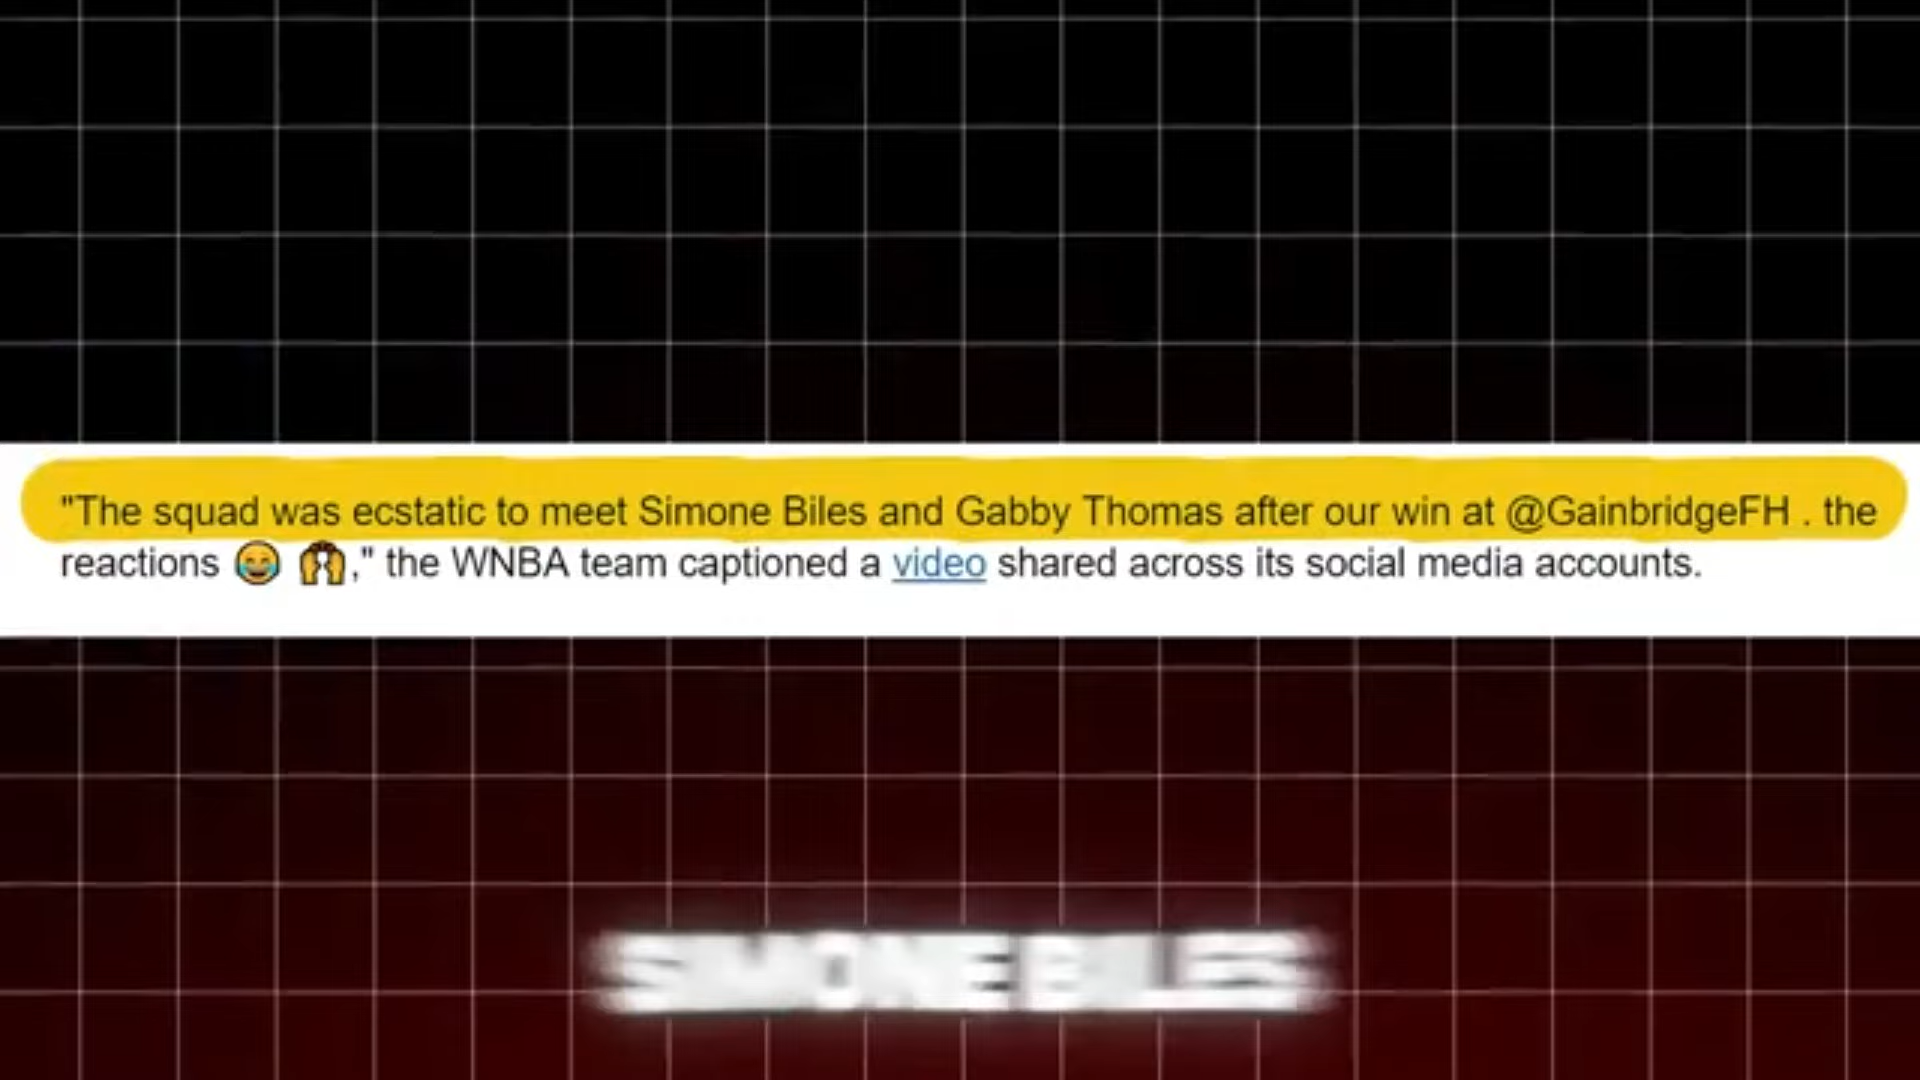 "The squad was ecstatic to meet Simone Biles and Gabby Thomas after our win at @GainbridgeFH . the
reactions 😂 🙌," the WNBA team captioned a video shared across its social media accounts.
SIMONE BILES